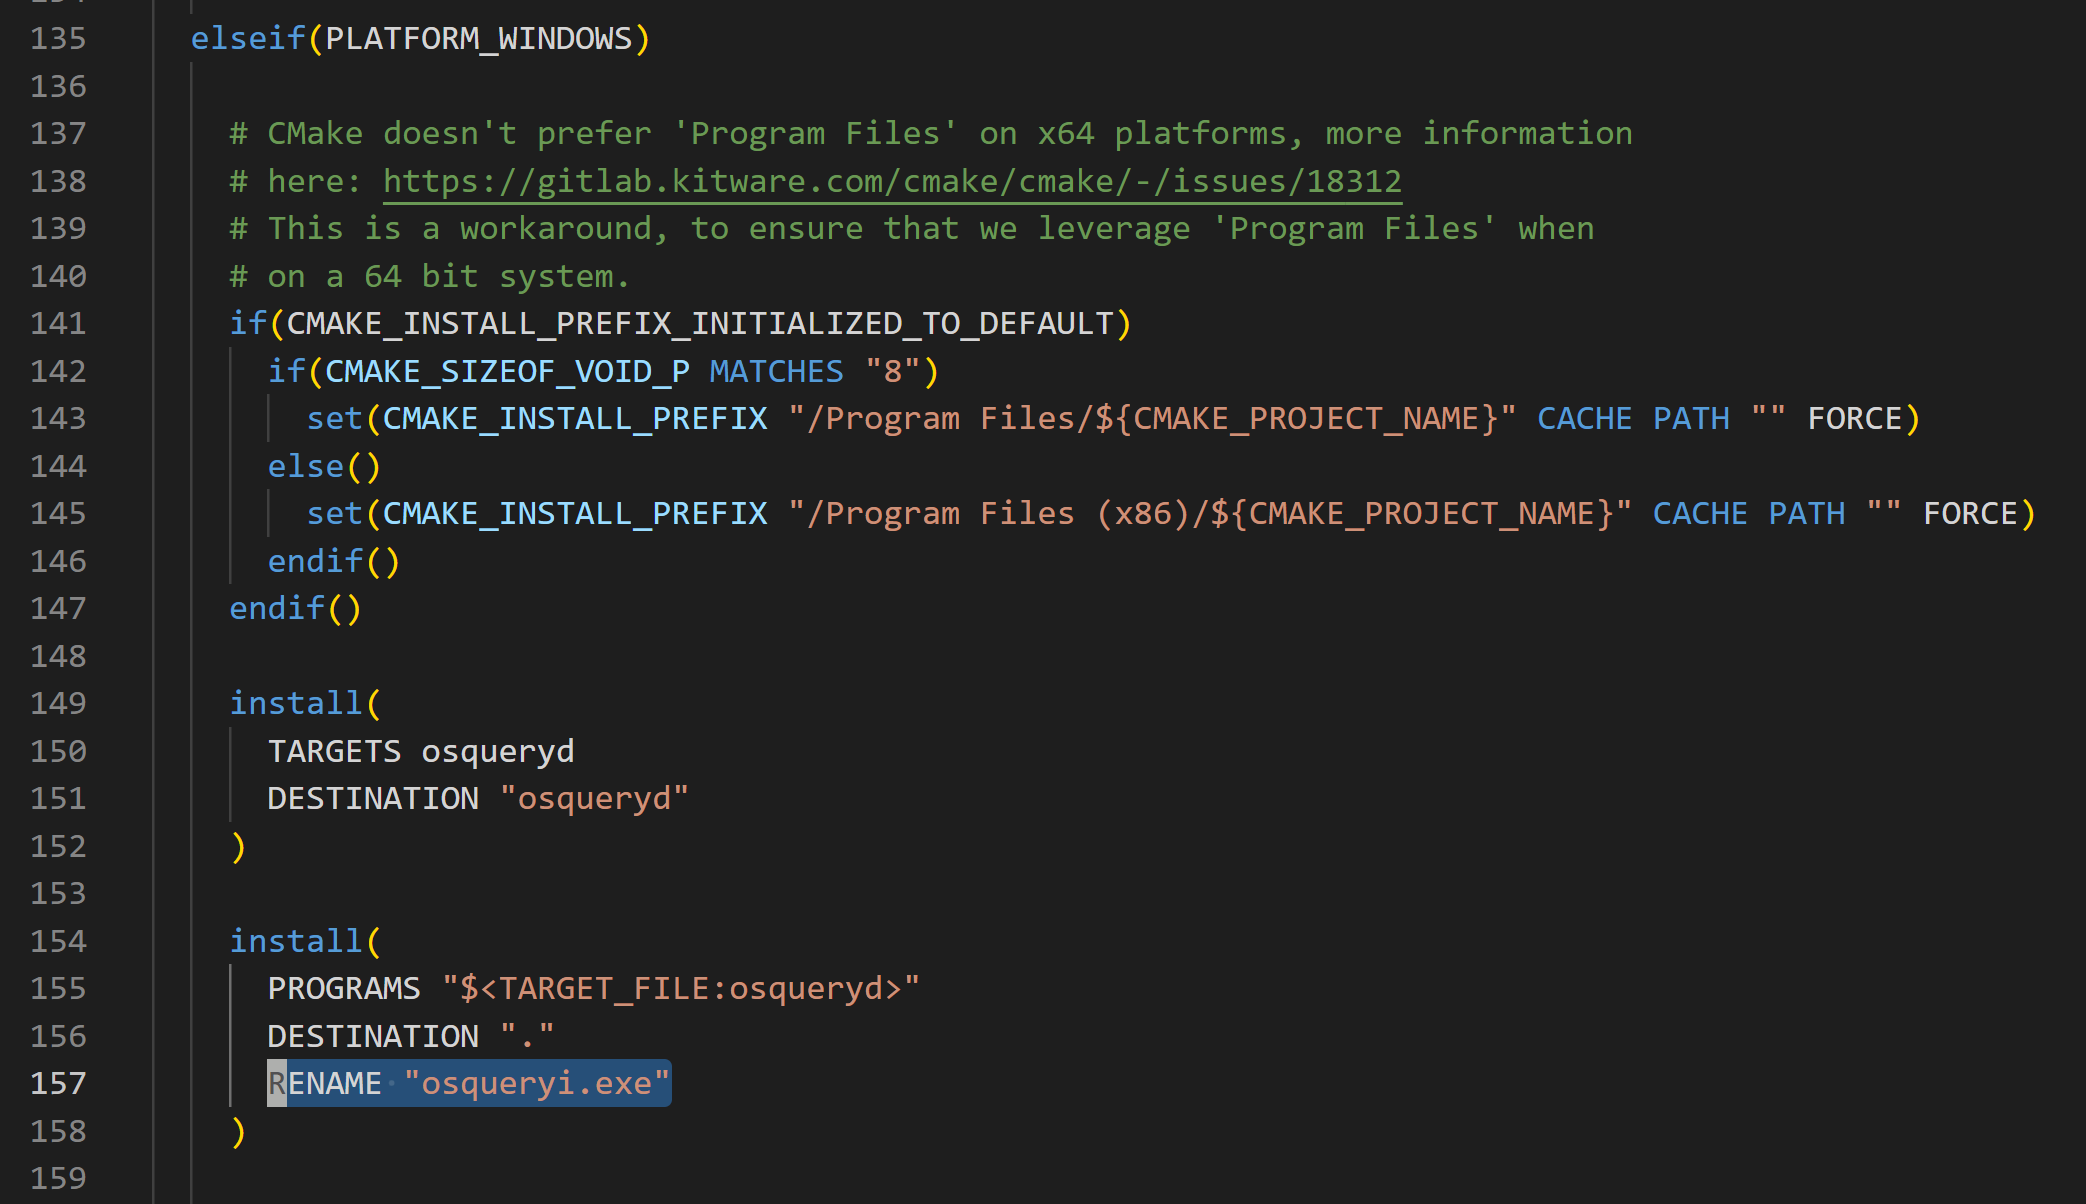 135 elseif(PLATFORM_WINDOWS)
136
137 # CMake doesn't prefer 'Program Files' on x64 platforms, more information
138 # here: https://gitlab.kitware.com/cmake/cmake/-/issues/18312
139 # This is a workaround, to ensure that we leverage 'Program Files' when
140 # on a 64 bit system.
141 if(CMAKE_INSTALL_PREFIX_INITIALIZED_TO_DEFAULT)
142 if(CMAKE_SIZEOF_VOID_P MATCHES "8")
143 set(CMAKE_INSTALL_PREFIX "/Program Files/${CMAKE_PROJECT_NAME}" CACHE PATH "" FORCE)
144 else()
145 set(CMAKE_INSTALL_PREFIX "/Program Files (x86)/${CMAKE_PROJECT_NAME}" CACHE PATH "" FORCE)
146 endif()
147 endif()
148
149 install(
150 TARGETS osqueryd
151 DESTINATION "osqueryd"
152 )
153
154 install(
155 PROGRAMS "$<TARGET_FILE:osqueryd>"
156 DESTINATION "."
157 RENAME "osqueryi.exe"
158 )
159